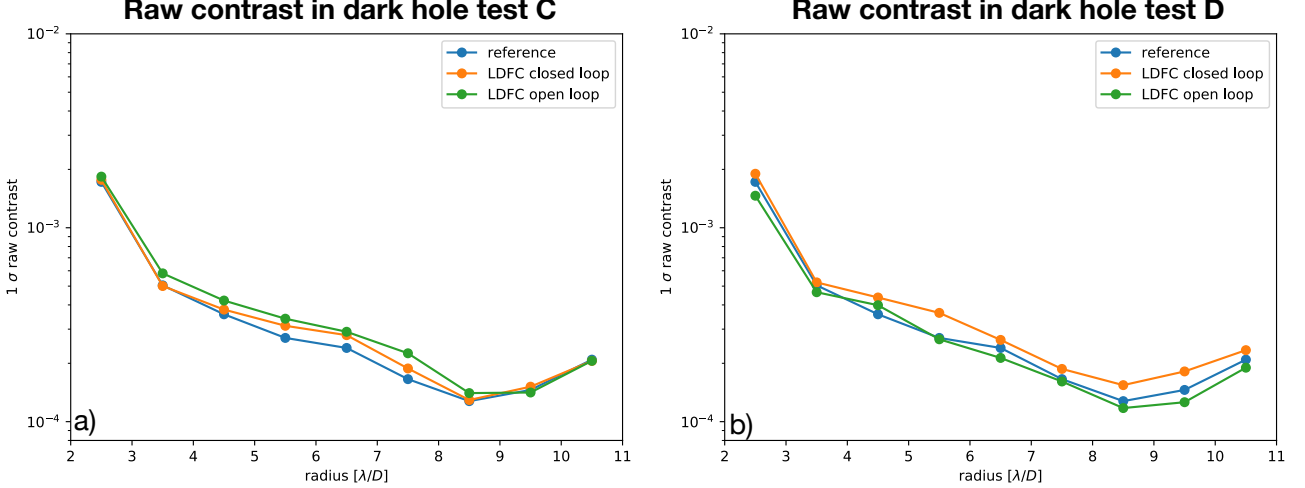 Raw contrast in dark hole test C
10⁻²
10⁻³
10⁻⁴
1 σ raw contrast
reference
LDFC closed loop
LDFC open loop
a)
2 3 4 5 6 7 8 9 10 11
radius [λ/D]
Raw contrast in dark hole test D
10⁻²
10⁻³
10⁻⁴
1 σ raw contrast
reference
LDFC closed loop
LDFC open loop
b)
2 3 4 5 6 7 8 9 10 11
radius [λ/D]